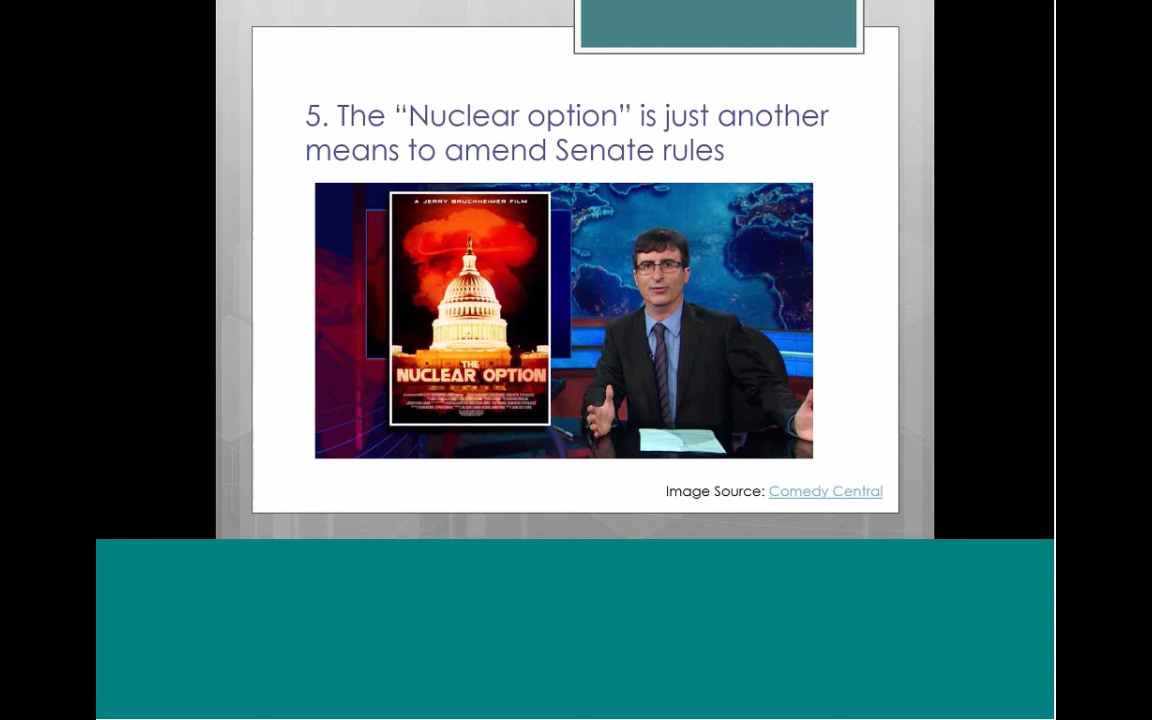 5. The “Nuclear option” is just another
means to amend Senate rules
A JERRY BRUCKHEIMER FILM
THE
NUCLEAR OPTION
Image Source: Comedy Central